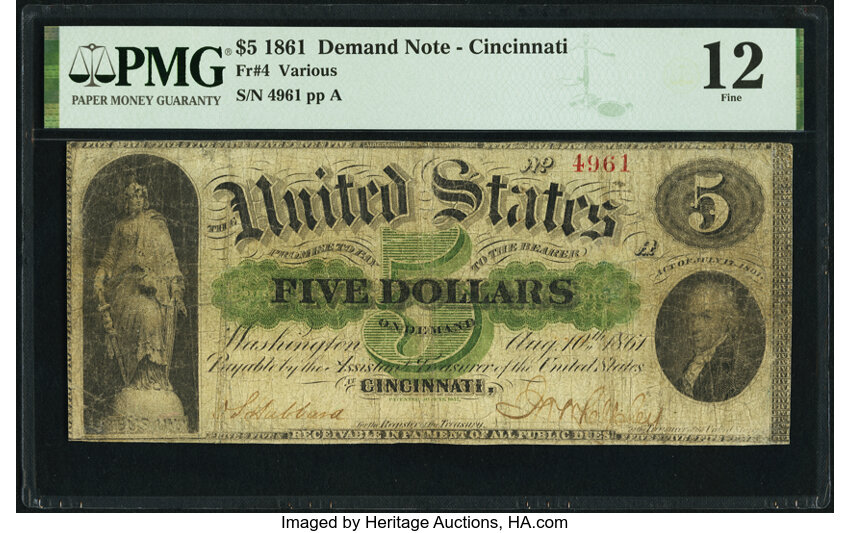 $5 1861 Demand Note - Cincinnati
PMG®
Fr#4 Various
12
PAPER MONEY GUARANTY
S/N 4961 pp A
Fine
No 4961
THE United States
5
PROMISE TO PAY TO THE BEARER
A
ACT OF JULY 17. 1861.
5
FIVE DOLLARS
ON DEMAND
Washington Aug. 10th 1861
Payable by the Assistant Treasurer of the United States
AT CINCINNATI,
for the Register of the Treasury
RECEIVABLE IN PAYMENT OF ALL PUBLIC DUES
Imaged by Heritage Auctions, HA.com